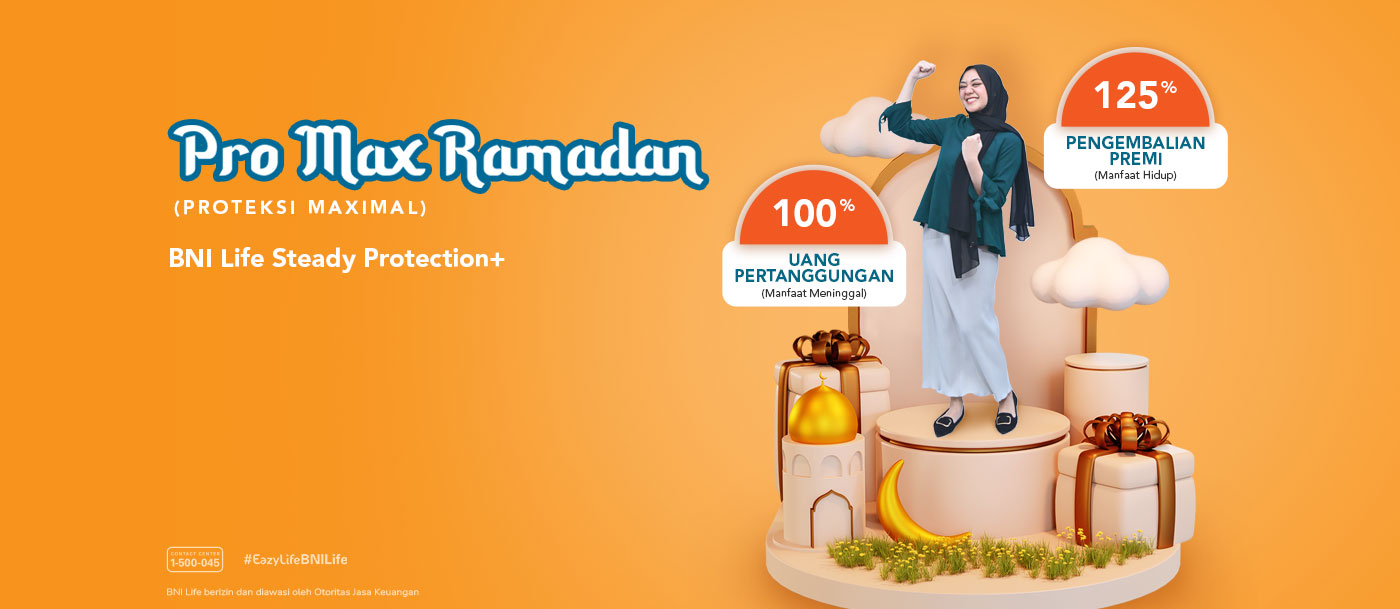 Pro Max Ramadan
(PROTEKSI MAXIMAL)
BNI Life Steady Protection+
100%
UANG
PERTANGGUNGAN
(Manfaat Meninggal)
125%
PENGEMBALIAN
PREMI
(Manfaat Hidup)
CONTACT CENTER
1-500-045
#EazyLifeBNILife
BNI Life berizin dan diawasi oleh Otoritas Jasa Keuangan